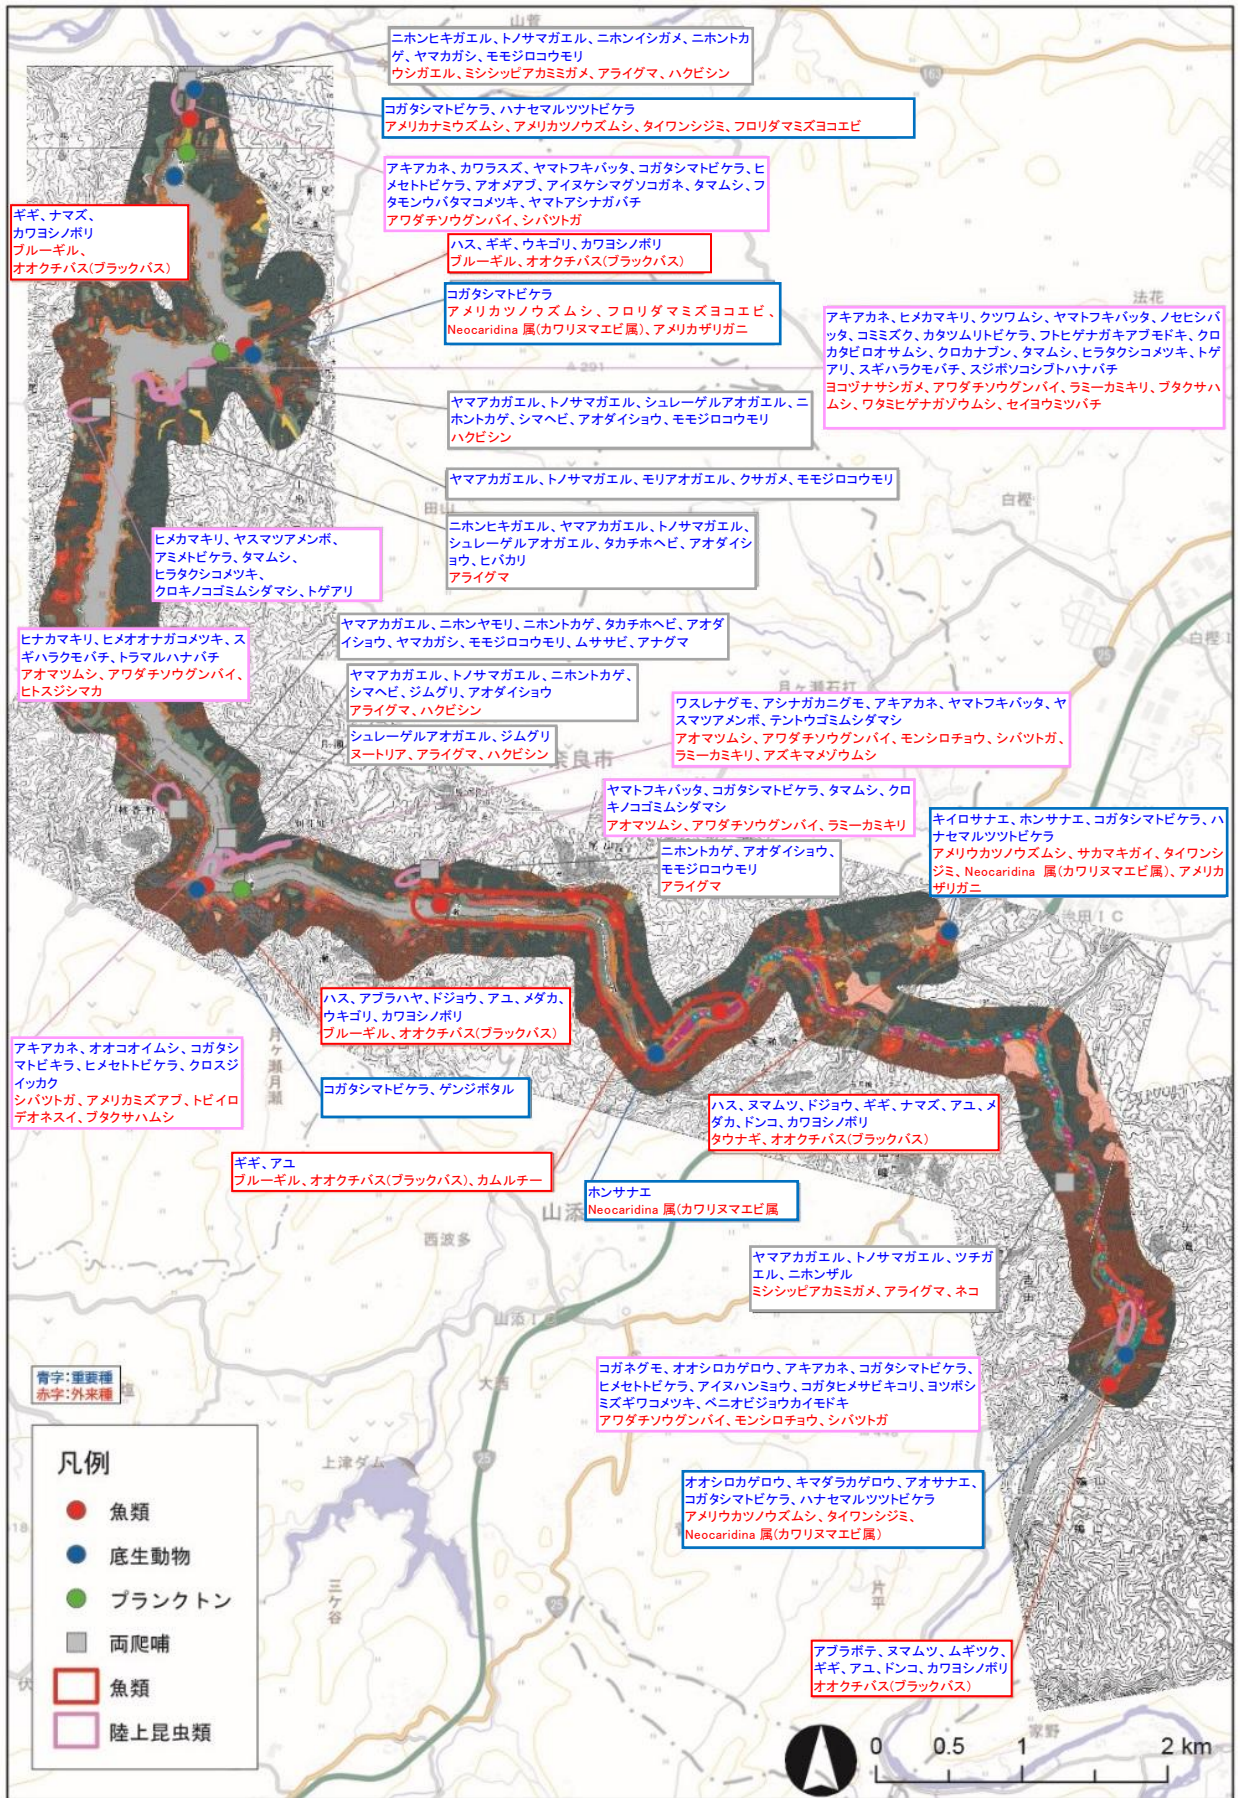 山菅
163
ニホンヒキガエル、トノサマガエル、ニホンイシガメ、ニホントカ
ゲ、ヤマカガシ、モモジロコウモリ
ウシガエル、ミシシッピアカミミガメ、アライグマ、ハクビシン
コガタシマトビケラ、ハナセマルツツトビケラ
アメリカナミウズムシ、アメリカツノウズムシ、タイワンシジミ、フロリダマミズヨコエビ
アキアカネ、カワラスズ、ヤマトフキバッタ、コガタシマトビケラ、ヒ
メセトトビケラ、アオメアブ、アイヌケシマグソコガネ、タマムシ、フ
タモンウバタマコメツキ、ヤマトアシナガバチ
アワダチソウグンバイ、シバツトガ
ギギ、ナマズ、
カワヨシノボリ
ブルーギル、
オオクチバス(ブラックバス)
ハス、ギギ、ウキゴリ、カワヨシノボリ
ブルーギル、オオクチバス(ブラックバス)
コガタシマトビケラ
アメリカツノウズムシ、フロリダマミズヨコエビ、
Neocaridina 属(カワリヌマエビ属)、アメリカザリガニ
法花
アキアカネ、ヒメカマキリ、クツワムシ、ヤマトフキバッタ、ノセヒシバ
ッタ、コミミズク、カタツムリトビケラ、フトヒゲナガキアブモドキ、クロ
カタビロオサムシ、クロカナブン、タマムシ、ヒラタクシコメツキ、トゲ
アリ、スギハラクモバチ、スジボソコシブトハナバチ
ヨコヅナサシガメ、アワダチソウグンバイ、ラミーカミキリ、ブタクサハ
ムシ、ワタミヒゲナガゾウムシ、セイヨウミツバチ
291
ヤマアカガエル、トノサマガエル、シュレーゲルアオガエル、ニ
ホントカゲ、シマヘビ、アオダイショウ、モモジロコウモリ
ハクビシン
ヤマアカガエル、トノサマガエル、モリアオガエル、クサガメ、モモジロコウモリ
田山
白樫
ニホンヒキガエル、ヤマアカガエル、トノサマガエル、
シュレーゲルアオガエル、タカチホヘビ、アオダイシ
ョウ、ヒバカリ
アライグマ
ヒメカマキリ、ヤスマツアメンボ、
アミメトビケラ、タマムシ、
ヒラタクシコメツキ、
クロキノコゴミムシダマシ、トゲアリ
ヒナカマキリ、ヒメオオナガコメツキ、ス
ギハラクモバチ、トラマルハナバチ
アオマツムシ、アワダチソウグンバイ、
ヒトスジシマカ
ヤマアカガエル、ニホンヤモリ、ニホントカゲ、タカチホヘビ、アオダ
イショウ、ヤマカガシ、モモジロコウモリ、ムササビ、アナグマ
白樫
25
ヤマアカガエル、トノサマガエル、ニホントカゲ、
シマヘビ、ジムグリ、アオダイショウ
アライグマ、ハクビシン
月ヶ瀬石打
ワスレナグモ、アシナガカニグモ、アキアカネ、ヤマトフキバッタ、ヤ
スマツアメンボ、テントウゴミムシダマシ
アオマツムシ、アワダチソウグンバイ、モンシロチョウ、シバツトガ、
ラミーカミキリ、アズキマメゾウムシ
シュレーゲルアオガエル、ジムグリ
ヌートリア、アライグマ、ハクビシン
奈良市
ヤマトフキバッタ、コガタシマトビケラ、タマムシ、クロ
キノコゴミムシダマシ
アオマツムシ、アワダチソウグンバイ、ラミーカミキリ
キイロサナエ、ホンサナエ、コガタシマトビケラ、ハ
ナセマルツツトビケラ
アメリウカツノウズムシ、サカマキガイ、タイワンシ
ジミ、Neocaridina 属(カワリヌマエビ属)、アメリカ
ザリガニ
ニホントカゲ、アオダイショウ、
モモジロコウモリ
アライグマ
治田IC
ハス、アブラハヤ、ドジョウ、アユ、メダカ、
ウキゴリ、カワヨシノボリ
ブルーギル、オオクチバス(ブラックバス)
月ヶ瀬月瀬
アキアカネ、オオコオイムシ、コガタシ
マトビキラ、ヒメセトトビケラ、クロスジ
イッカク
シバツトガ、アメリカミズアブ、トビイロ
デオネスイ、ブタクサハムシ
コガタシマトビケラ、ゲンジボタル
ハス、ヌマムツ、ドジョウ、ギギ、ナマズ、アユ、メ
ダカ、ドンコ、カワヨシノボリ
タウナギ、オオクチバス(ブラックバス)
ギギ、アユ
ブルーギル、オオクチバス(ブラックバス)、カムルチー
ホンサナエ
Neocaridina 属(カワリヌマエビ属
山添
西波多
ヤマアカガエル、トノサマガエル、ツチガ
エル、ニホンザル
ミシシッピアカミミガメ、アライグマ、ネコ
山添IC
大西
コガネグモ、オオシロカゲロウ、アキアカネ、コガタシマトビケラ、
ヒメセトトビケラ、アイヌハンミョウ、コガタヒメサビキコリ、ヨツボシ
ミズギワコメツキ、ベニオビジョウカイモドキ
アワダチソウグンバイ、モンシロチョウ、シバツトガ
青字:重要種
赤字:外来種
塩
上津ダム
25
オオシロカゲロウ、キマダラカゲロウ、アオサナエ、
コガタシマトビケラ、ハナセマルツツトビケラ
アメリウカツノウズムシ、タイワンシジミ、
Neocaridina 属(カワリヌマエビ属)
三ケ谷
25
片平
アブラボテ、ヌマムツ、ムギツク、
ギギ、アユ、ドンコ、カワヨシノボリ
オオクチバス(ブラックバス)
凡例
魚類
底生動物
プランクトン
両爬哺
魚類
陸上昆虫類
家野
0 0.5 1 2 km